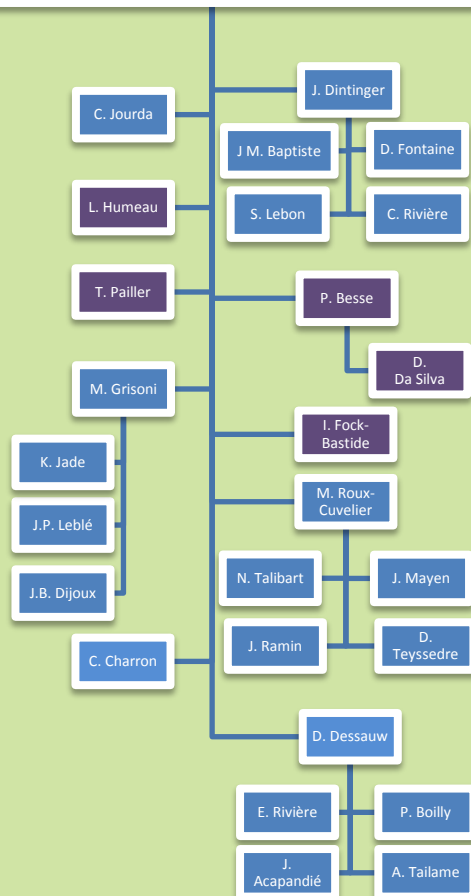 J. Dintinger
C. Jourda
J M. Baptiste
D. Fontaine
L. Humeau
S. Lebon
C. Rivière
T. Pailler
P. Besse
D.
Da Silva
M. Grisoni
I. Fock-
Bastide
K. Jade
M. Roux-
Cuvelier
J.P. Leblé
N. Talibart
J. Mayen
J.B. Dijoux
J. Ramin
D.
Teyssedre
C. Charron
D. Dessauw
E. Rivière
P. Boilly
J.
Acapandié
A. Tailame